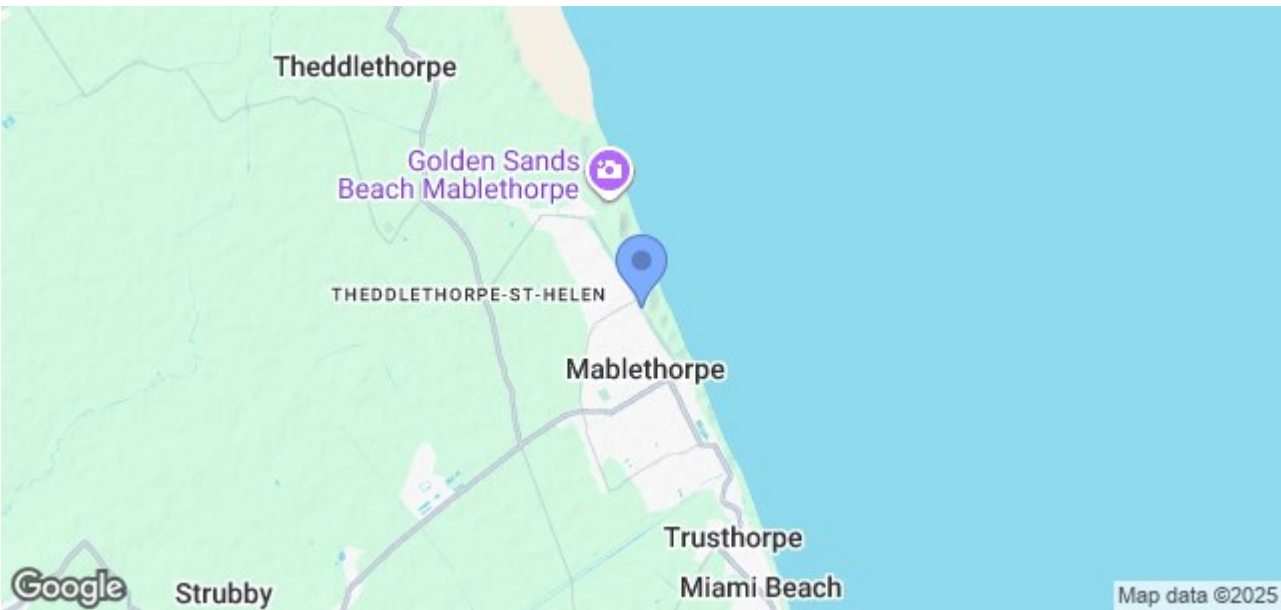 Theddlethorpe
Golden Sands
Beach Mablethorpe
THEDDLETHORPE-ST-HELEN
Mablethorpe
Trusthorpe
Miami Beach
Strubby
Google
Map data ©2025